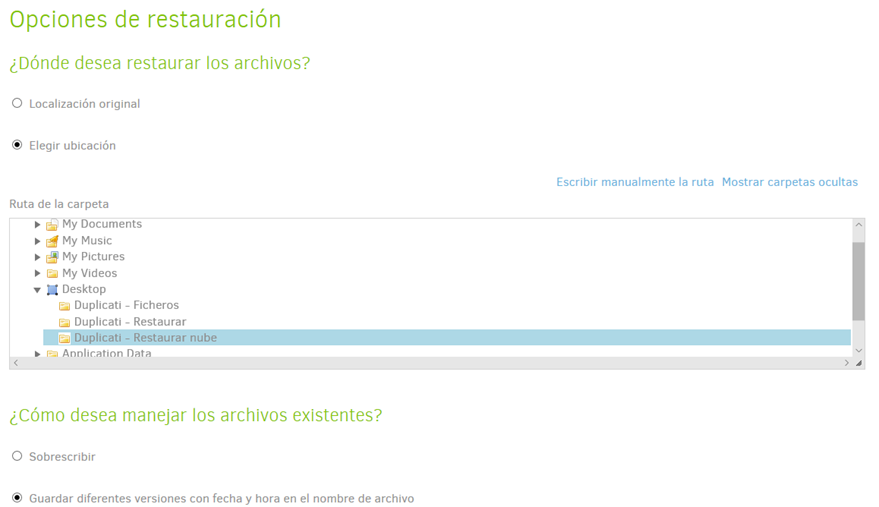 Opciones de restauración
¿Dónde desea restaurar los archivos?
Localización original
Elegir ubicación
Escribir manualmente la ruta Mostrar carpetas ocultas
Ruta de la carpeta
My Documents
My Music
My Pictures
My Videos
Desktop
Duplicati - Ficheros
Duplicati - Restaurar
Duplicati - Restaurar nube
Application Data
¿Cómo desea manejar los archivos existentes?
Sobrescribir
Guardar diferentes versiones con fecha y hora en el nombre de archivo